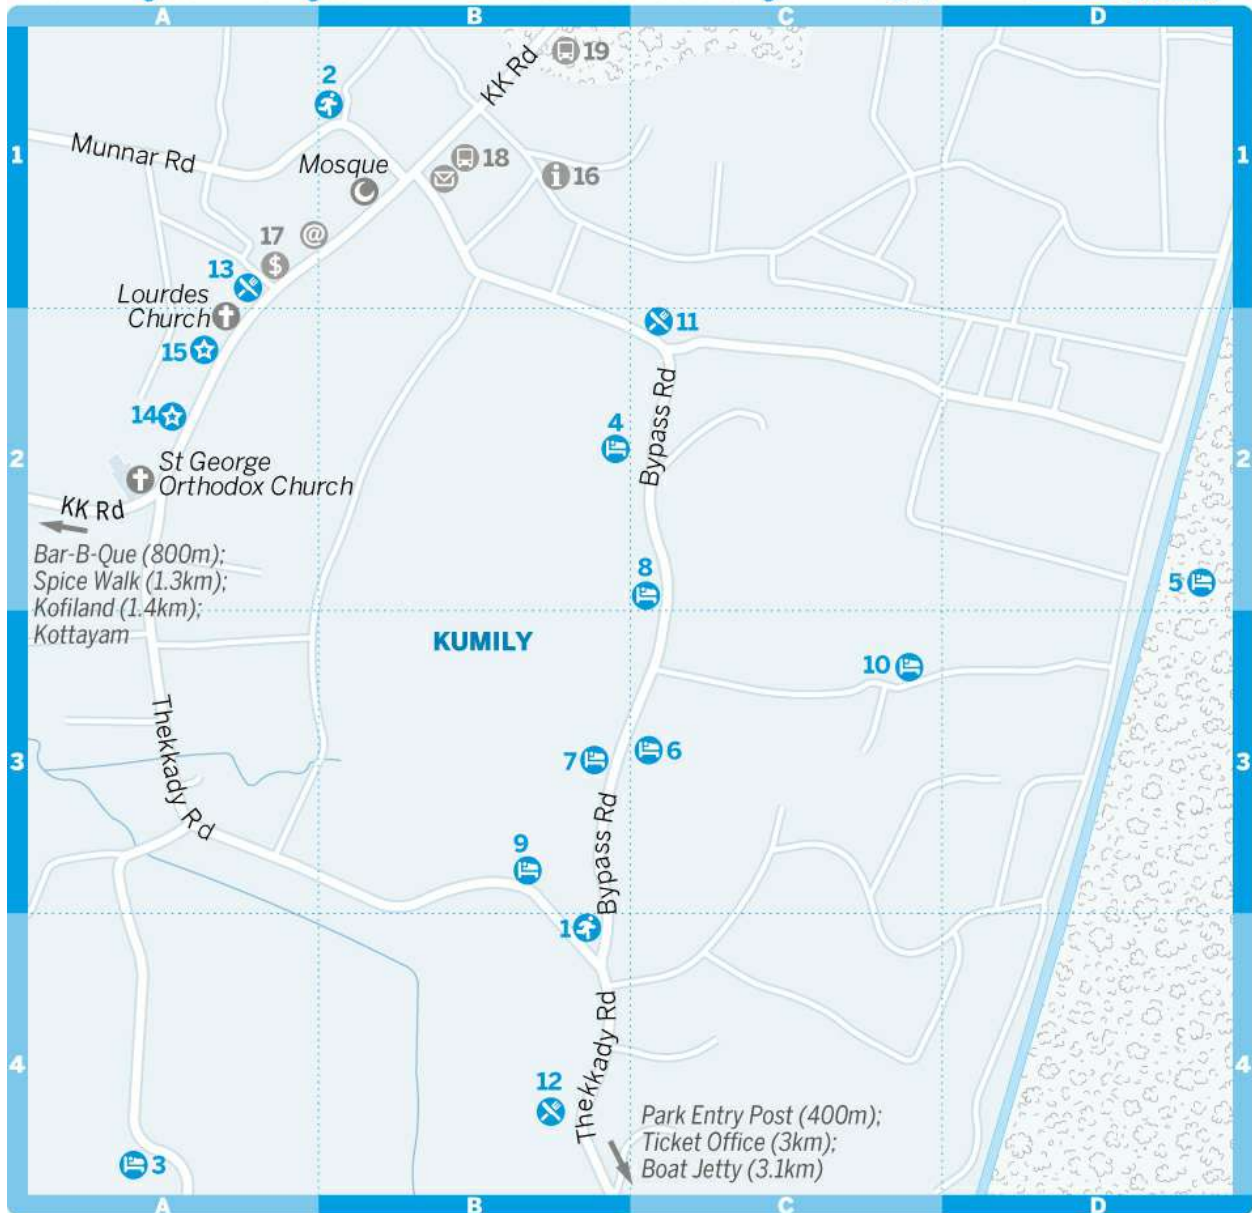 A
B
C
D
2
KK Rd
19
1
Munnar Rd
Mosque
18
16
1
17
@
$
13
Lourdes
Church
15
11
14
Bypass Rd
4
2
St George
Orthodox Church
2
KK Rd
Bar-B-Que (800m);
Spice Walk (1.3km);
Kofiland (1.4km);
Kottayam
8
5
KUMILY
10
Thekkady Rd
3
7
6
3
Bypass Rd
9
1
Thekkady Rd
4
12
4
Park Entry Post (400m);
Ticket Office (3km);
Boat Jetty (3.1km)
3
A
B
C
D